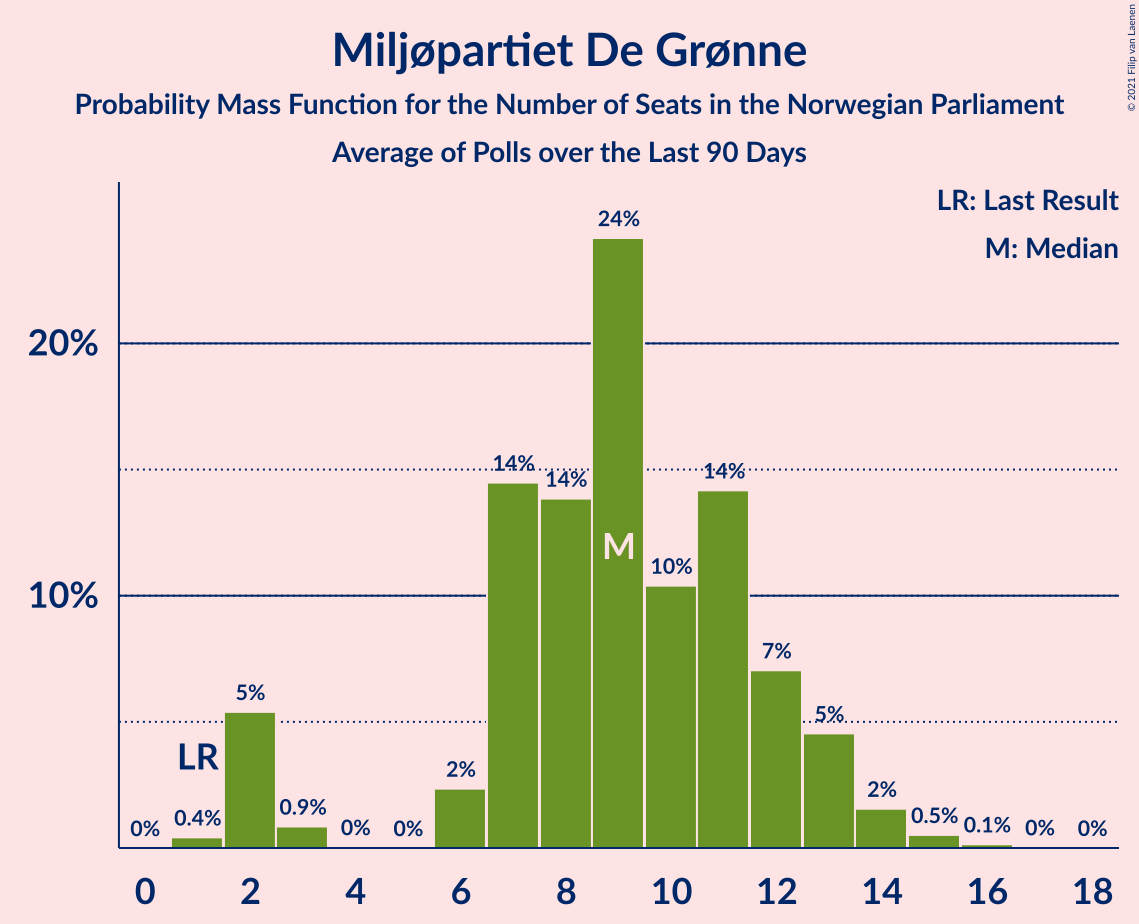 Miljøpartiet De Grønne
Probability Mass Function for the Number of Seats in the Norwegian Parliament
Average of Polls over the Last 90 Days
© 2021 Filip van Laenen
LR: Last Result
M: Median
20%
10%
0%
0.4%
5%
0.9%
0%
0%
2%
14%
14%
24%
10%
14%
7%
5%
2%
0.5%
0.1%
0%
0%
LR
M
0 2 4 6 8 10 12 14 16 18